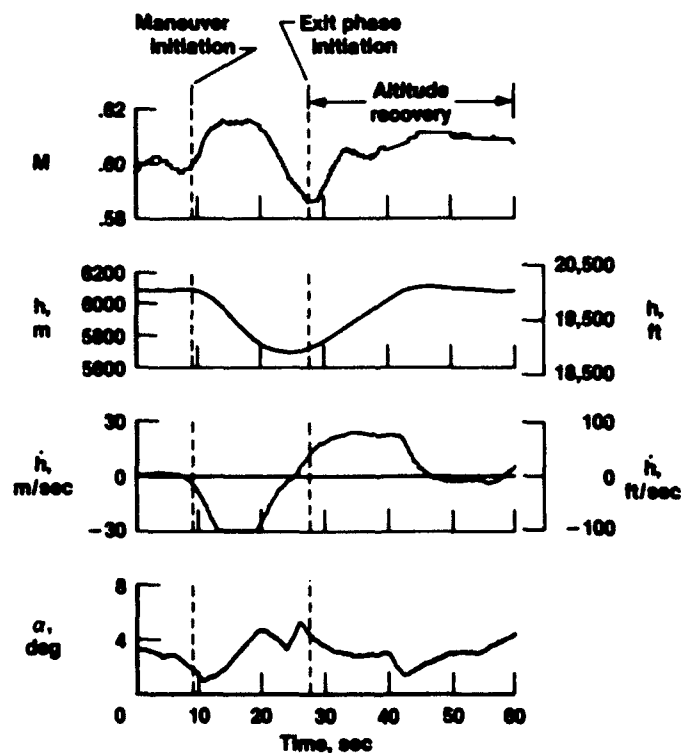 Maneuver initiation
Exit phase initiation
Altitude recovery
.62
.60
.58
M
6200
6000
5800
5600
h, m
20,500
19,500
18,500
h, ft
30
0
−30
ḣ, m/sec
100
0
−100
ḣ, ft/sec
8
4
α, deg
0 10 20 30 40 50 60
Time, sec